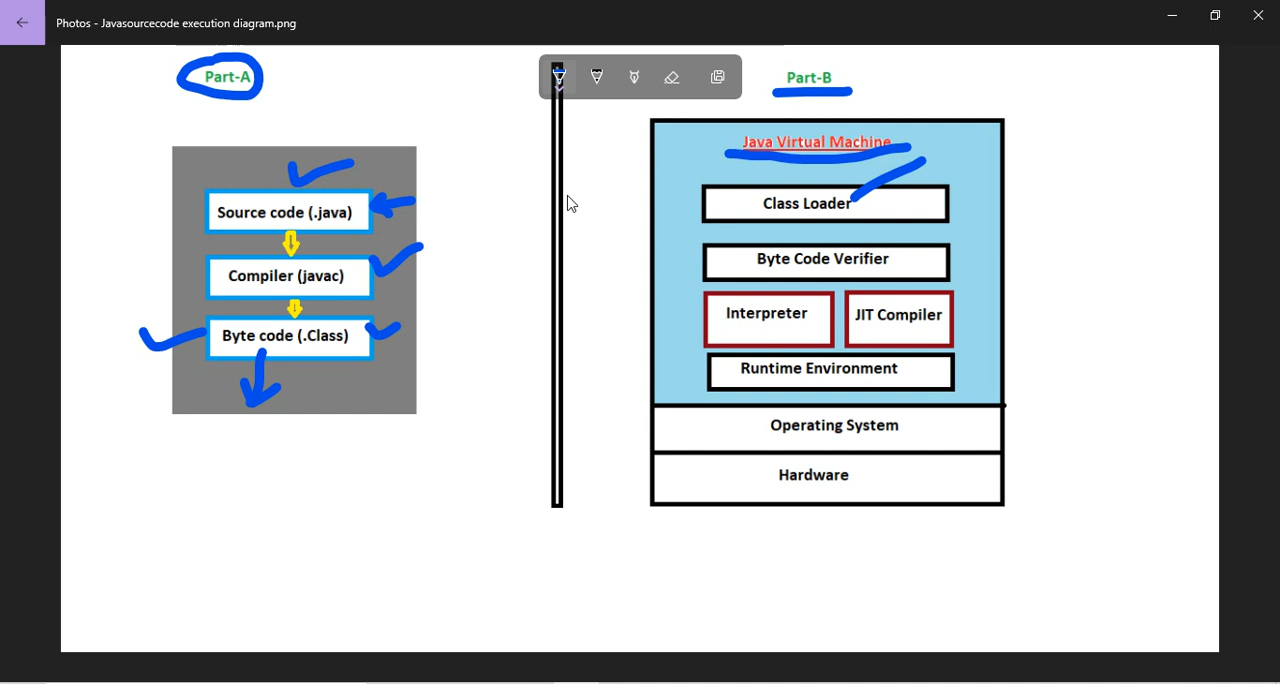 Photos - Javasourcecode execution diagram.png
Part-A
Part-B
Java Virtual Machine
Source code (.java)
Compiler (javac)
Byte code (.Class)
Class Loader
Byte Code Verifier
Interpreter
JIT Compiler
Runtime Environment
Operating System
Hardware